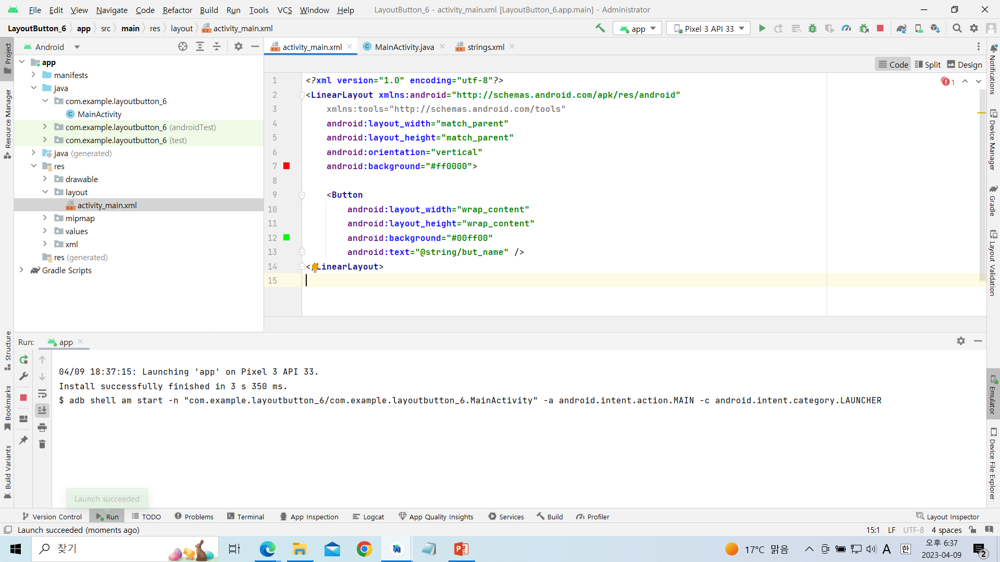 File Edit View Navigate Code Refactor Build Run Tools VCS Window Help LayoutButton_6 - activity_main.xml [LayoutButton_6.app.main] - Administrator
LayoutButton_6 app src main res layout activity_main.xml app Pixel 3 API 33
Android activity_main.xml MainActivity.java strings.xml
Code Split Design
app
manifests
java
com.example.layoutbutton_6
MainActivity
com.example.layoutbutton_6 (androidTest)
com.example.layoutbutton_6 (test)
java (generated)
res
drawable
layout
activity_main.xml
mipmap
values
xml
res (generated)
Gradle Scripts
1 <?xml version="1.0" encoding="utf-8"?>
2 <LinearLayout xmlns:android="http://schemas.android.com/apk/res/android"
3 xmlns:tools="http://schemas.android.com/tools"
4 android:layout_width="match_parent"
5 android:layout_height="match_parent"
6 android:orientation="vertical"
7 android:background="#ff0000">
8
9 <Button
10 android:layout_width="wrap_content"
11 android:layout_height="wrap_content"
12 android:background="#00ff00"
13 android:text="@string/but_name" />
14 </LinearLayout>
15
1
Project
Resource Manager
Structure
Bookmarks
Build Variants
Notifications
Device Manager
Gradle
Layout Validation
Emulator
Device File Explorer
Run: app
04/09 18:37:15: Launching 'app' on Pixel 3 API 33.
Install successfully finished in 3 s 350 ms.
$ adb shell am start -n "com.example.layoutbutton_6/com.example.layoutbutton_6.MainActivity" -a android.intent.action.MAIN -c android.intent.category.LAUNCHER
Launch succeeded
Version Control Run TODO Problems Terminal App Inspection Logcat App Quality Insights Services Build Profiler Layout Inspector
Launch succeeded (moments ago) 15:1 LF UTF-8 4 spaces
찾기 17°C 맑음 A 한 오후 6:37
2023-04-09 2